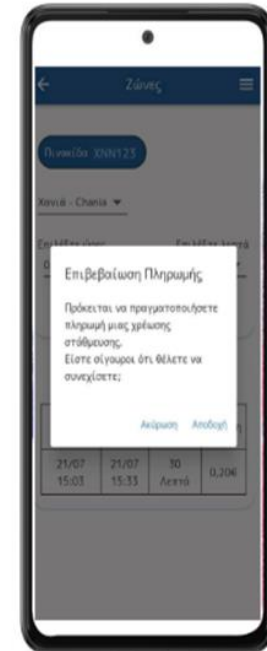 Ζώνες
Πινακίδα XNN123
Χανιά - Chania
Επιβεβαίωση Πληρωμής
Πρόκειται να πραγματοποιήσετε
πληρωμή μιας χρέωσης
στάθμευσης.
Είστε σίγουροι ότι θέλετε να
συνεχίσετε;
Ακύρωση Αποδοχή
21/07 21/07 30 0,20€
15:03 15:33 Λεπτά